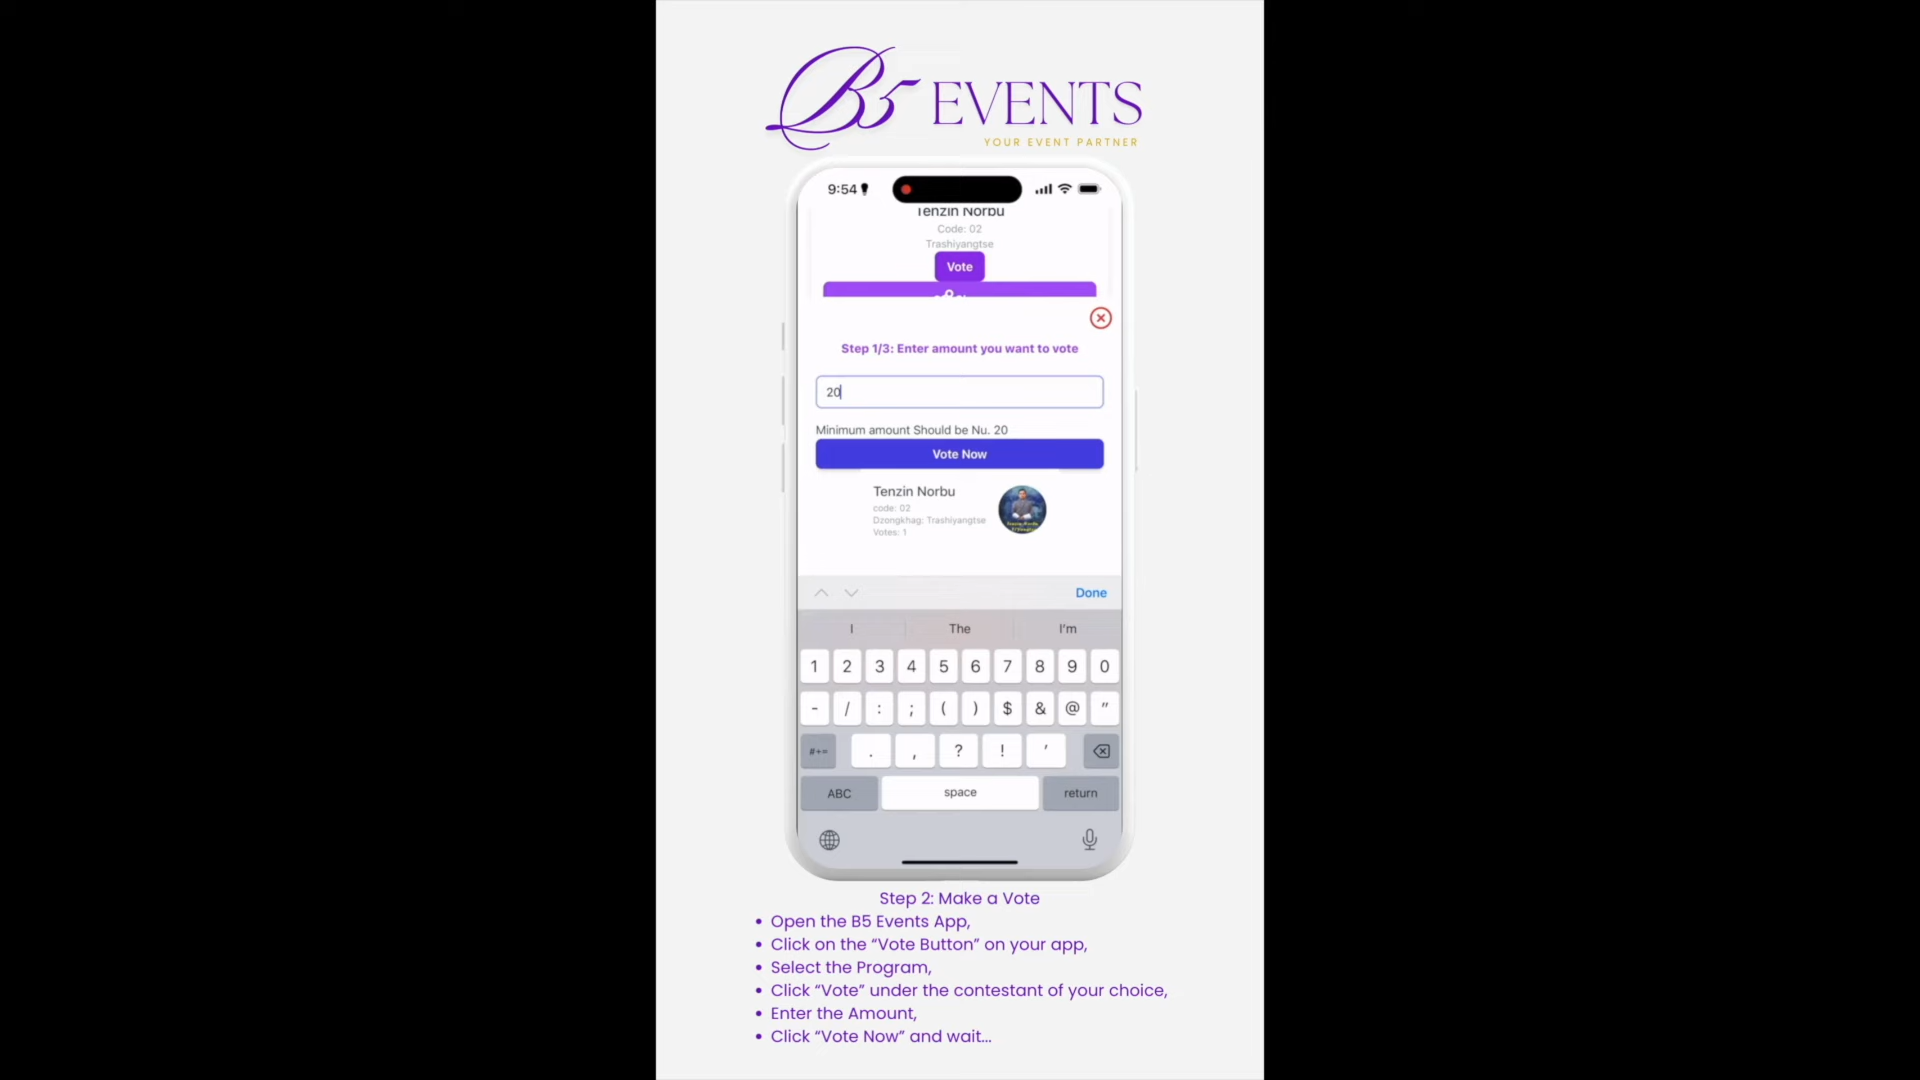 B5 EVENTS
YOUR EVENT PARTNER
9:54
Tenzin Norbu
Code: 02
Trashiyangtse
Vote
Step 1/3: Enter amount you want to vote
20
Minimum amount Should be Nu. 20
Vote Now
Tenzin Norbu
code: 02
Dzongkhag: Trashiyangtse
Votes: 1
Done
I The I'm
1 2 3 4 5 6 7 8 9 0
- / : ; ( ) $ & @ "
#+= . , ? ! '
ABC space return
Step 2: Make a Vote
• Open the B5 Events App,
• Click on the “Vote Button” on your app,
• Select the Program,
• Click “Vote” under the contestant of your choice,
• Enter the Amount,
• Click “Vote Now” and wait...